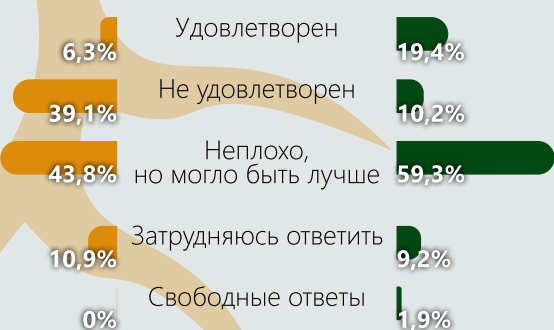 Удовлетворен
6,3% 19,4%
Не удовлетворен
39,1% 10,2%
Неплохо,
но могло быть лучше
43,8% 59,3%
Затрудняюсь ответить
10,9% 9,2%
Свободные ответы
0% 1,9%